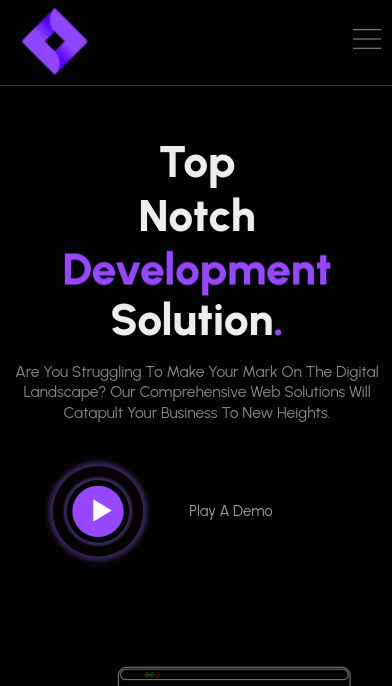 Top
Notch
Development
Solution.
Are You Struggling To Make Your Mark On The Digital
Landscape? Our Comprehensive Web Solutions Will
Catapult Your Business To New Heights.
Play A Demo